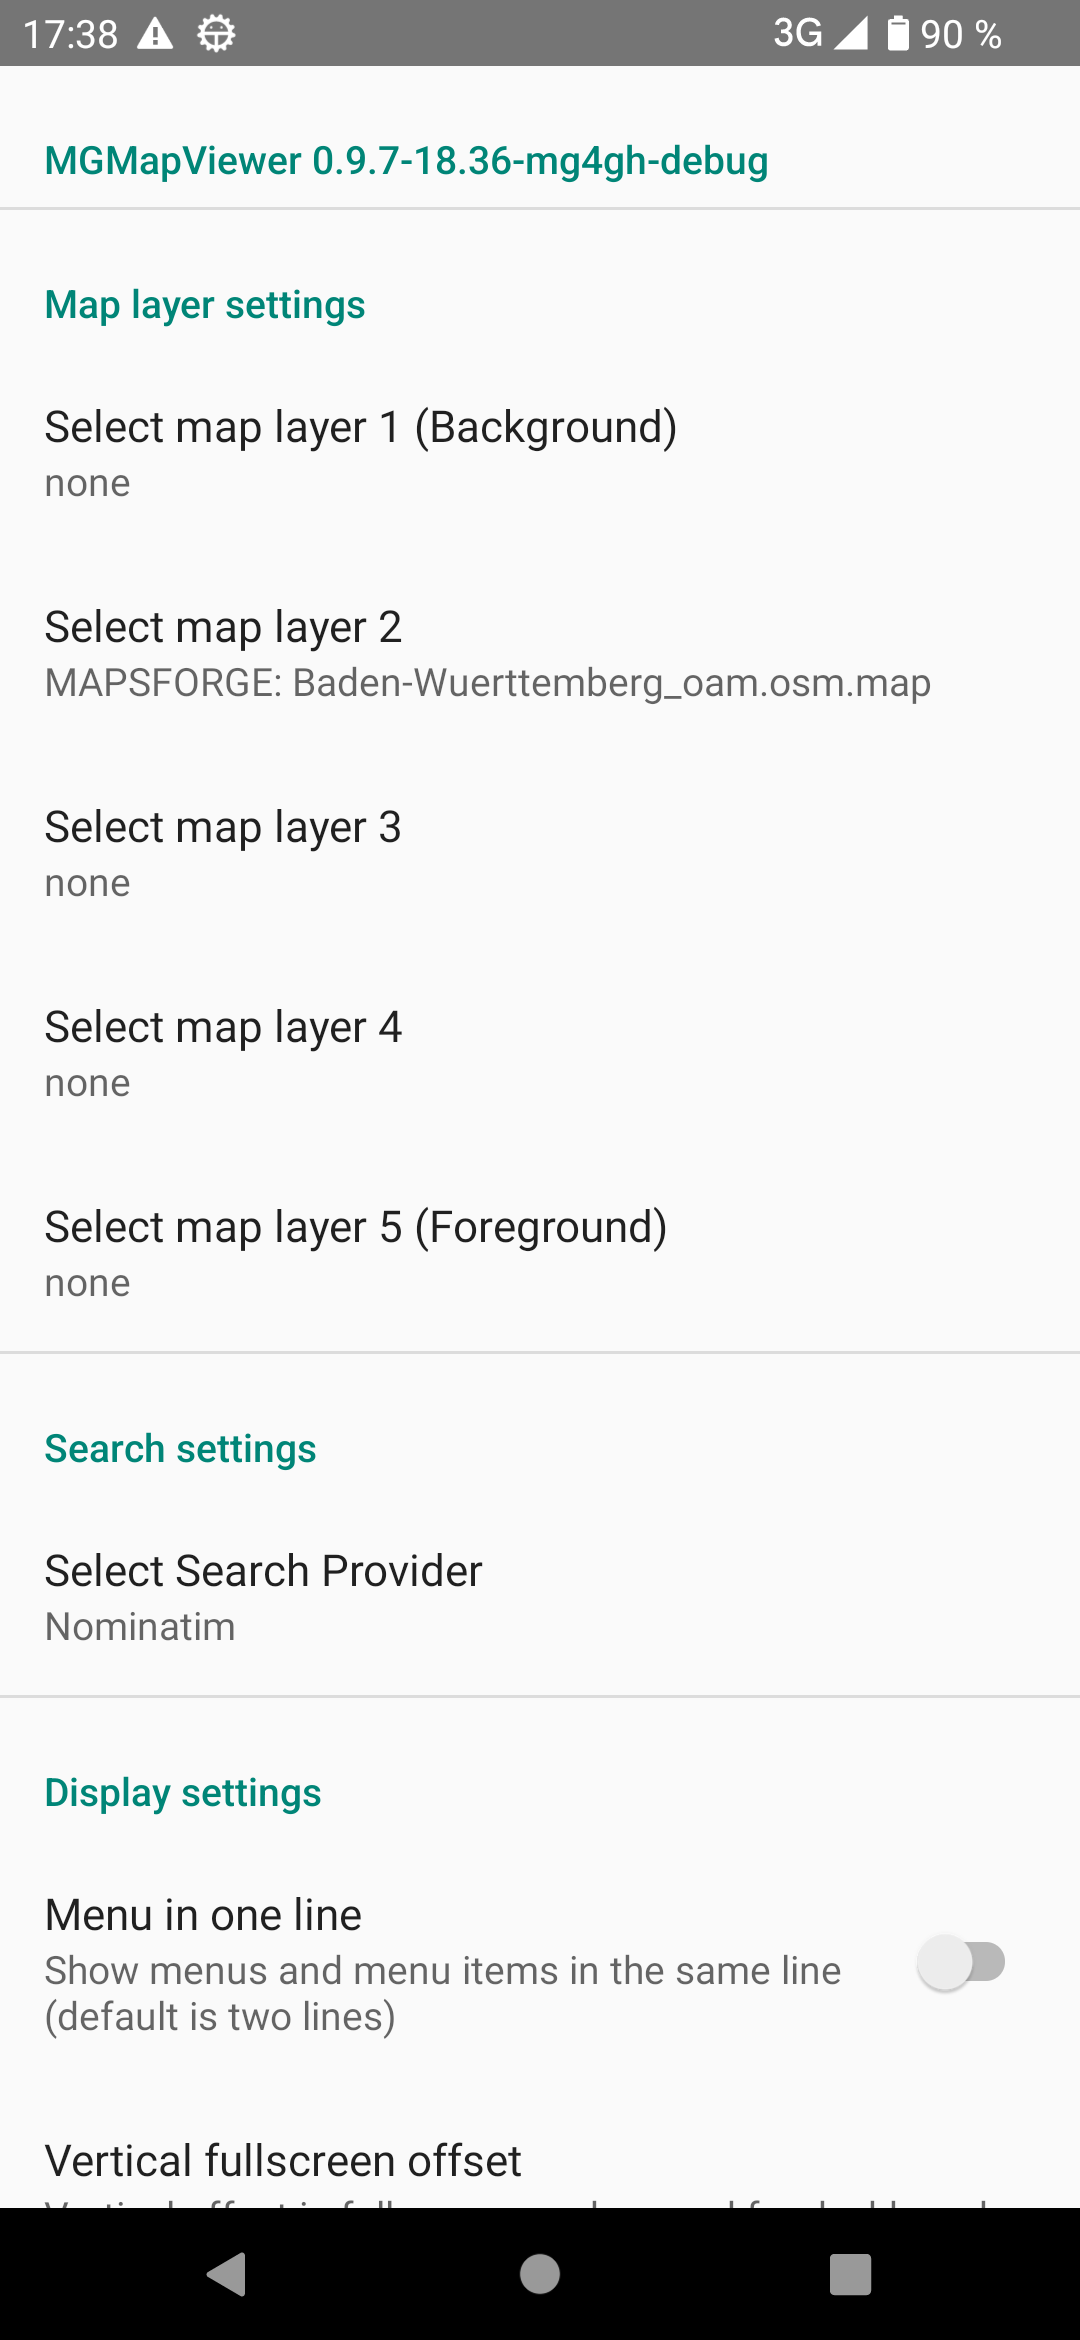 17:38 3G 90 %
MGMapViewer 0.9.7-18.36-mg4gh-debug
Map layer settings
Select map layer 1 (Background)
none
Select map layer 2
MAPSFORGE: Baden-Wuerttemberg_oam.osm.map
Select map layer 3
none
Select map layer 4
none
Select map layer 5 (Foreground)
none
Search settings
Select Search Provider
Nominatim
Display settings
Menu in one line
Show menus and menu items in the same line
(default is two lines)
Vertical fullscreen offset